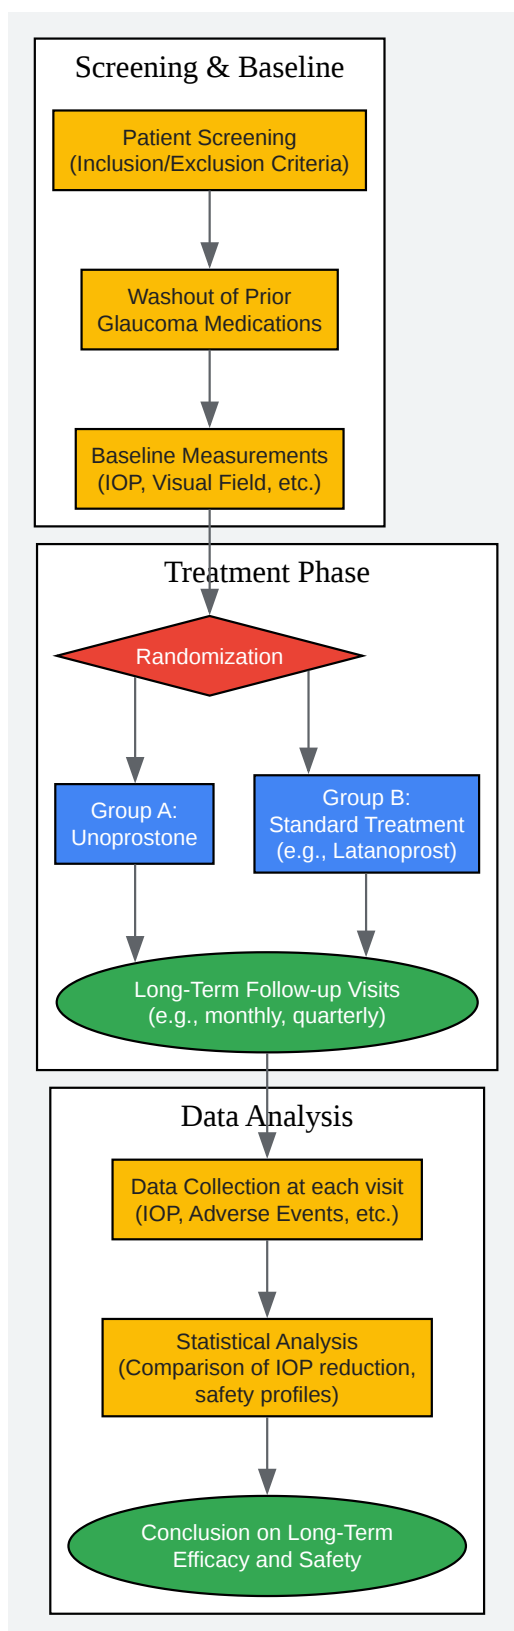 Screening & Baseline
Patient Screening
(Inclusion/Exclusion Criteria)
Washout of Prior
Glaucoma Medications
Baseline Measurements
(IOP, Visual Field, etc.)
Treatment Phase
Randomization
Group A:
Unoprostone
Group B:
Standard Treatment
(e.g., Latanoprost)
Long-Term Follow-up Visits
(e.g., monthly, quarterly)
Data Analysis
Data Collection at each visit
(IOP, Adverse Events, etc.)
Statistical Analysis
(Comparison of IOP reduction,
safety profiles)
Conclusion on Long-Term
Efficacy and Safety